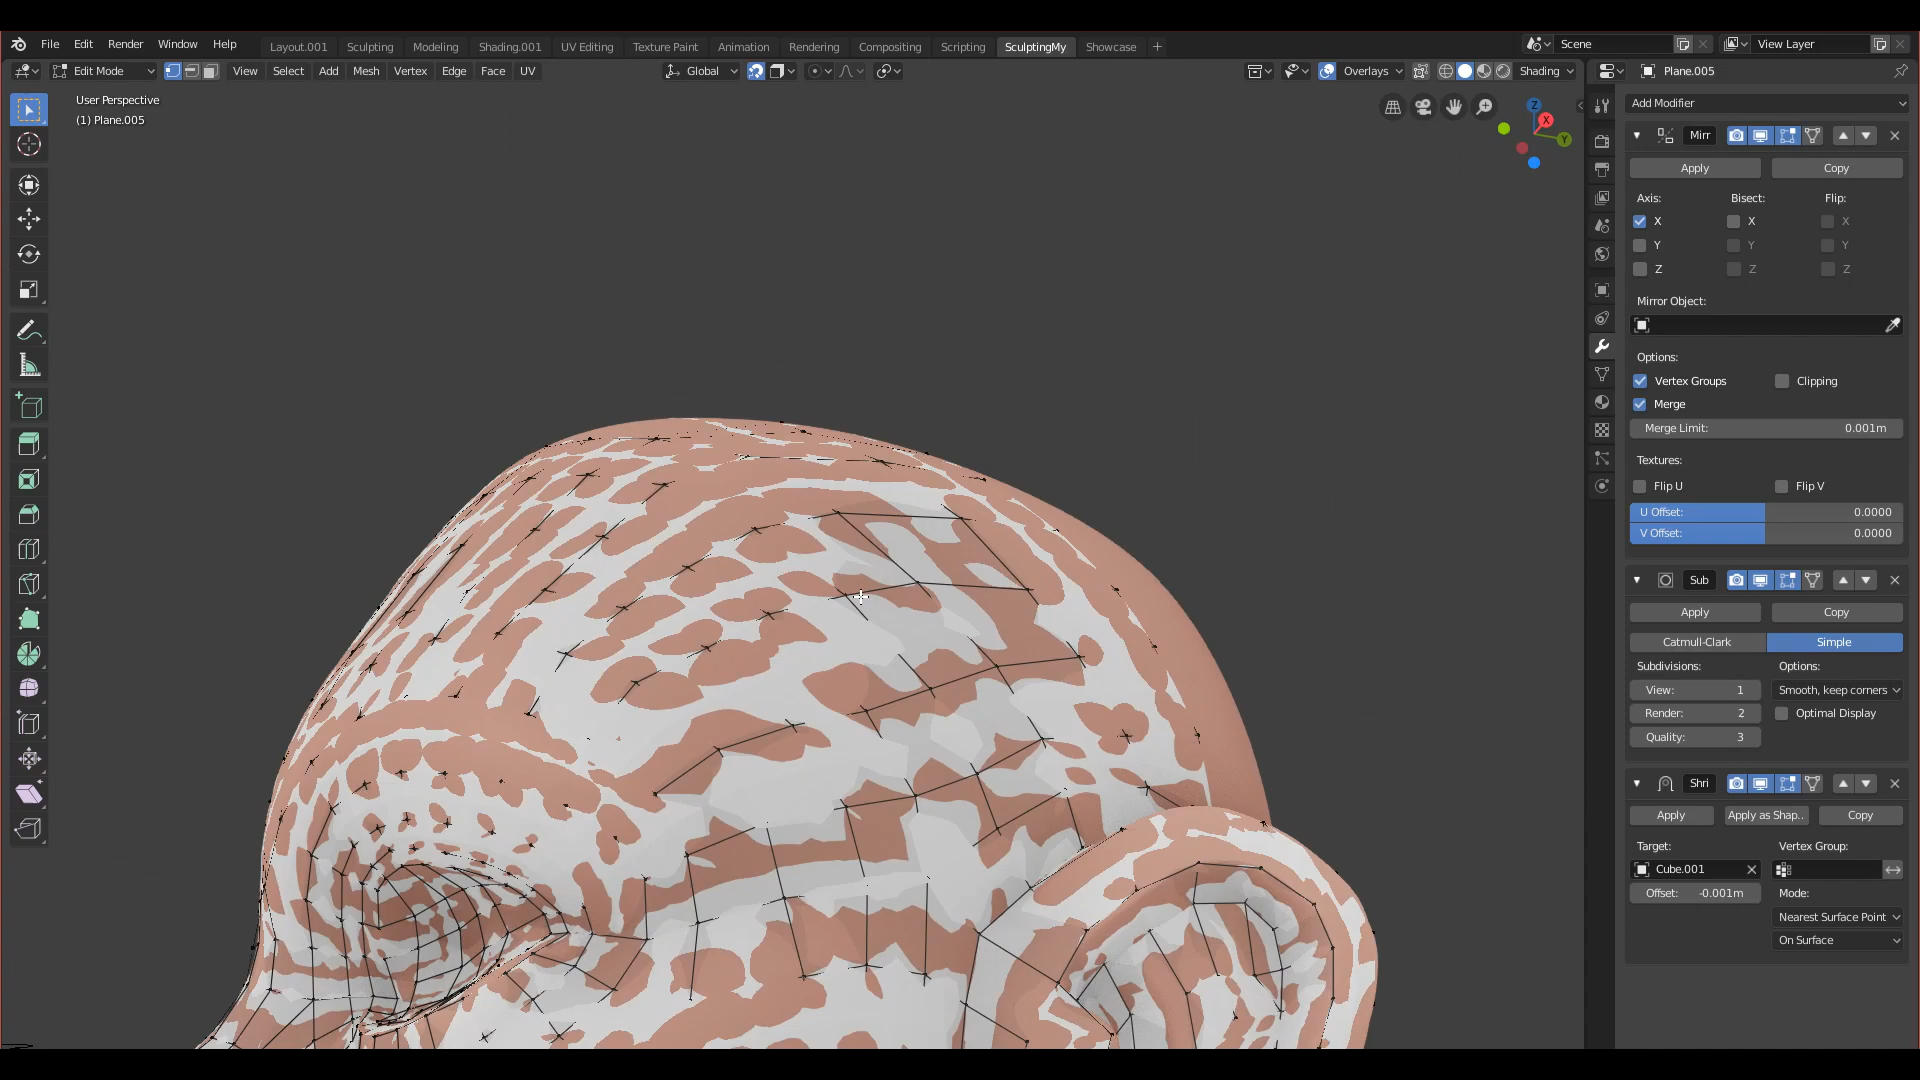 File Edit Render Window Help Layout.001 Sculpting Modeling Shading.001 UV Editing Texture Paint Animation Rendering Compositing Scripting SculptingMy Showcase + Scene View Layer
Edit Mode View Select Add Mesh Vertex Edge Face UV Global Overlays Shading Plane.005
User Perspective
(1) Plane.005
Z
X
Y
Add Modifier
Mirr
Apply Copy
Axis: Bisect: Flip:
X X X
Y Y Y
Z Z Z
Mirror Object:
Options:
Vertex Groups Clipping
Merge
Merge Limit: 0.001m
Textures:
Flip U Flip V
U Offset: 0.0000
V Offset: 0.0000
Sub
Apply Copy
Catmull-Clark Simple
Subdivisions: Options:
View: 1 Smooth, keep corners
Render: 2 Optimal Display
Quality: 3
Shri
Apply Apply as Shap.. Copy
Target: Vertex Group:
Cube.001
Offset: -0.001m Mode:
Nearest Surface Point
On Surface